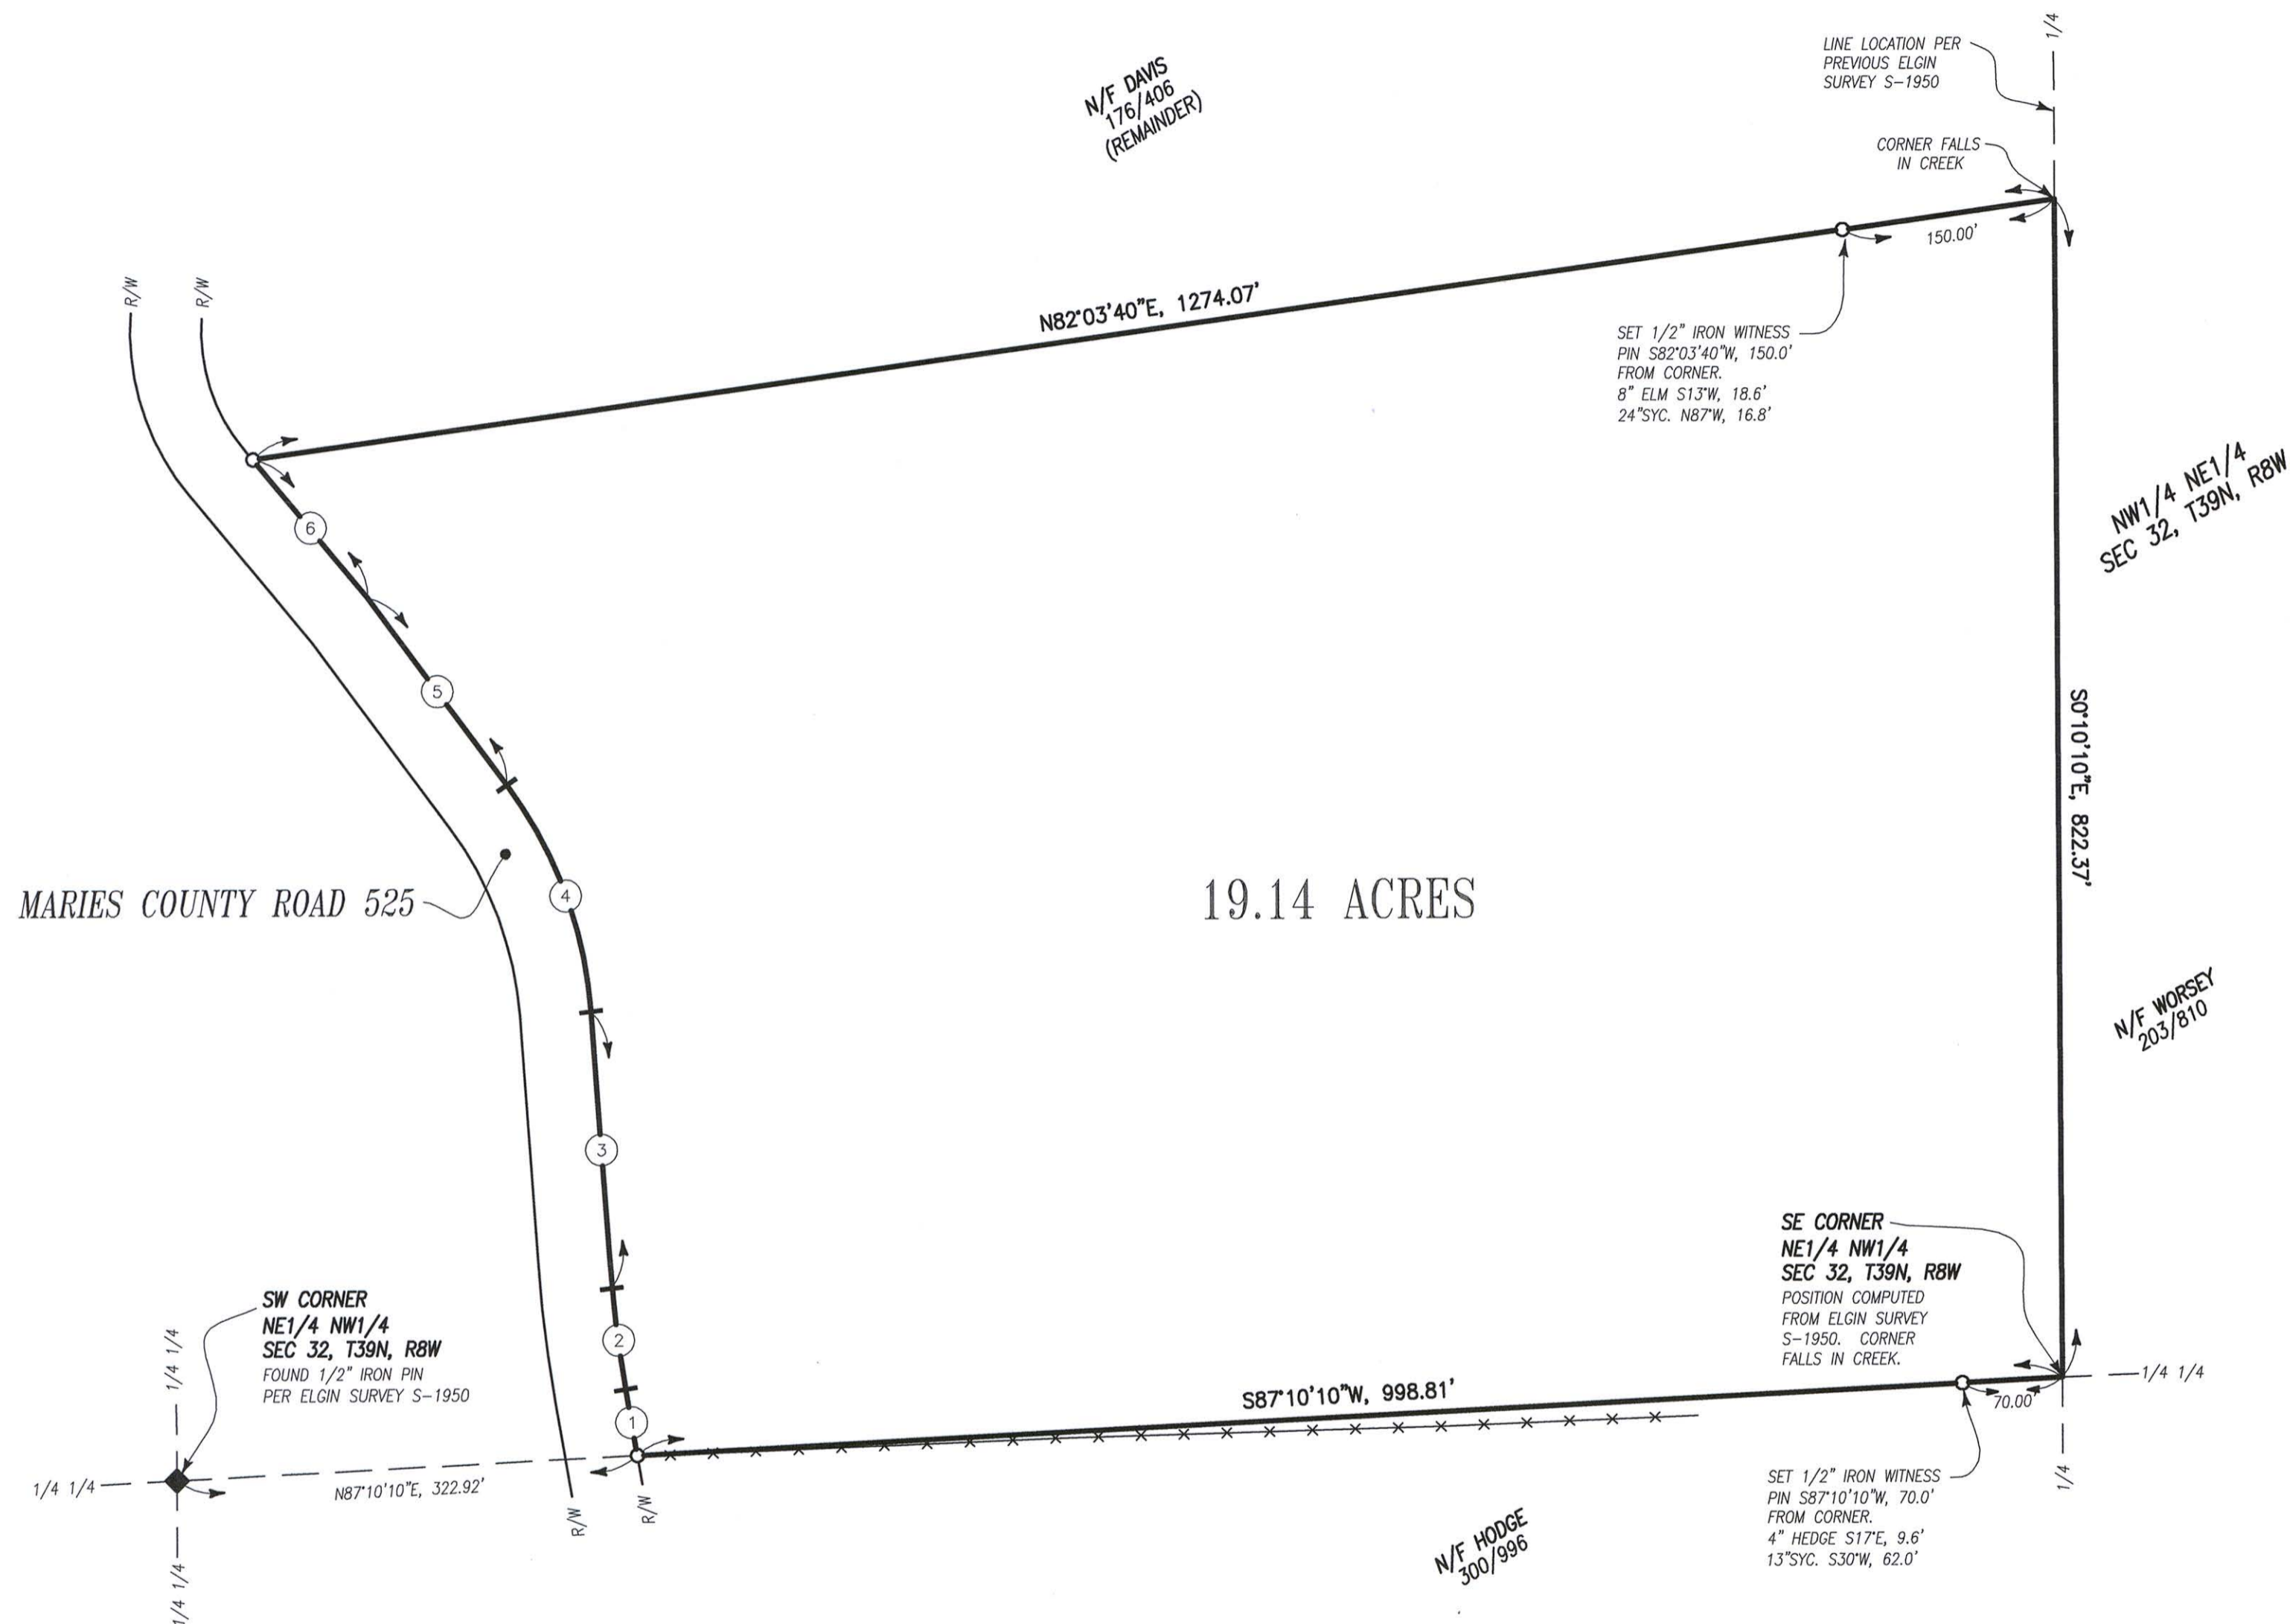 1/4
LINE LOCATION PER
PREVIOUS ELGIN
SURVEY S-1950
N/F DAVIS
176/406
(REMAINDER)
CORNER FALLS
IN CREEK
150.00'
R/W
R/W
N82°03'40"E, 1274.07'
SET 1/2" IRON WITNESS
PIN S82°03'40"W, 150.0'
FROM CORNER.
8" ELM S13°W, 18.6'
24"SYC. N87°W, 16.8'
NW1/4 NE1/4
SEC 32, T39N, R8W
6
5
S0°10'10"E, 822.37'
4
MARIES COUNTY ROAD 525
19.14 ACRES
N/F WORSEY
203/810
3
SE CORNER
NE1/4 NW1/4
SEC 32, T39N, R8W
POSITION COMPUTED
FROM ELGIN SURVEY
S-1950. CORNER
FALLS IN CREEK.
SW CORNER
NE1/4 NW1/4
SEC 32, T39N, R8W
FOUND 1/2" IRON PIN
PER ELGIN SURVEY S-1950
1/4 1/4
2
1
S87°10'10"W, 998.81'
70.00'
1/4 1/4
1/4 1/4
N87°10'10"E, 322.92'
R/W
R/W
1/4
SET 1/2" IRON WITNESS
PIN S87°10'10"W, 70.0'
FROM CORNER.
4" HEDGE S17°E, 9.6'
13"SYC. S30°W, 62.0'
N/F HODGE
300/996
1/4 1/4